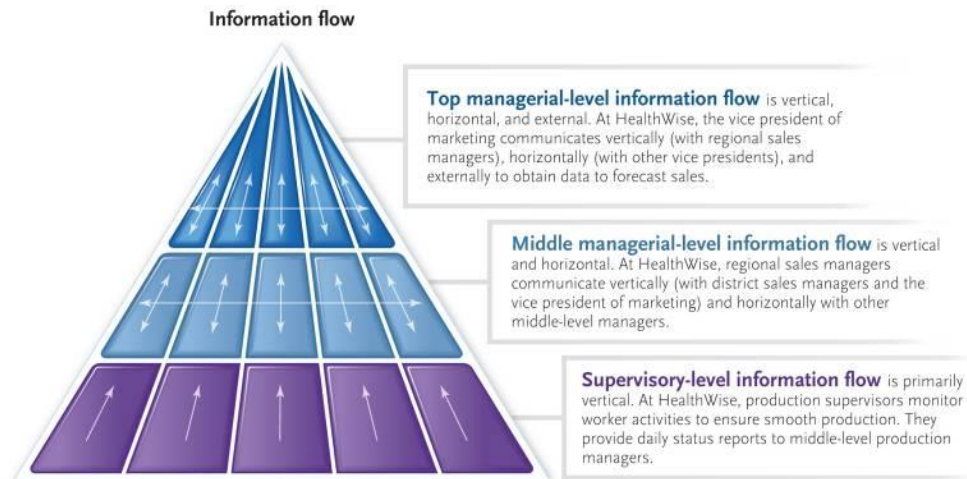 Information flow
Top managerial-level information flow is vertical,
horizontal, and external. At HealthWise, the vice president of
marketing communicates vertically (with regional sales
managers), horizontally (with other vice presidents), and
externally to obtain data to forecast sales.
Middle managerial-level information flow is vertical
and horizontal. At HealthWise, regional sales managers
communicate vertically (with district sales managers and the
vice president of marketing) and horizontally with other
middle-level managers.
Supervisory-level information flow is primarily
vertical. At HealthWise, production supervisors monitor
worker activities to ensure smooth production. They
provide daily status reports to middle-level production
managers.